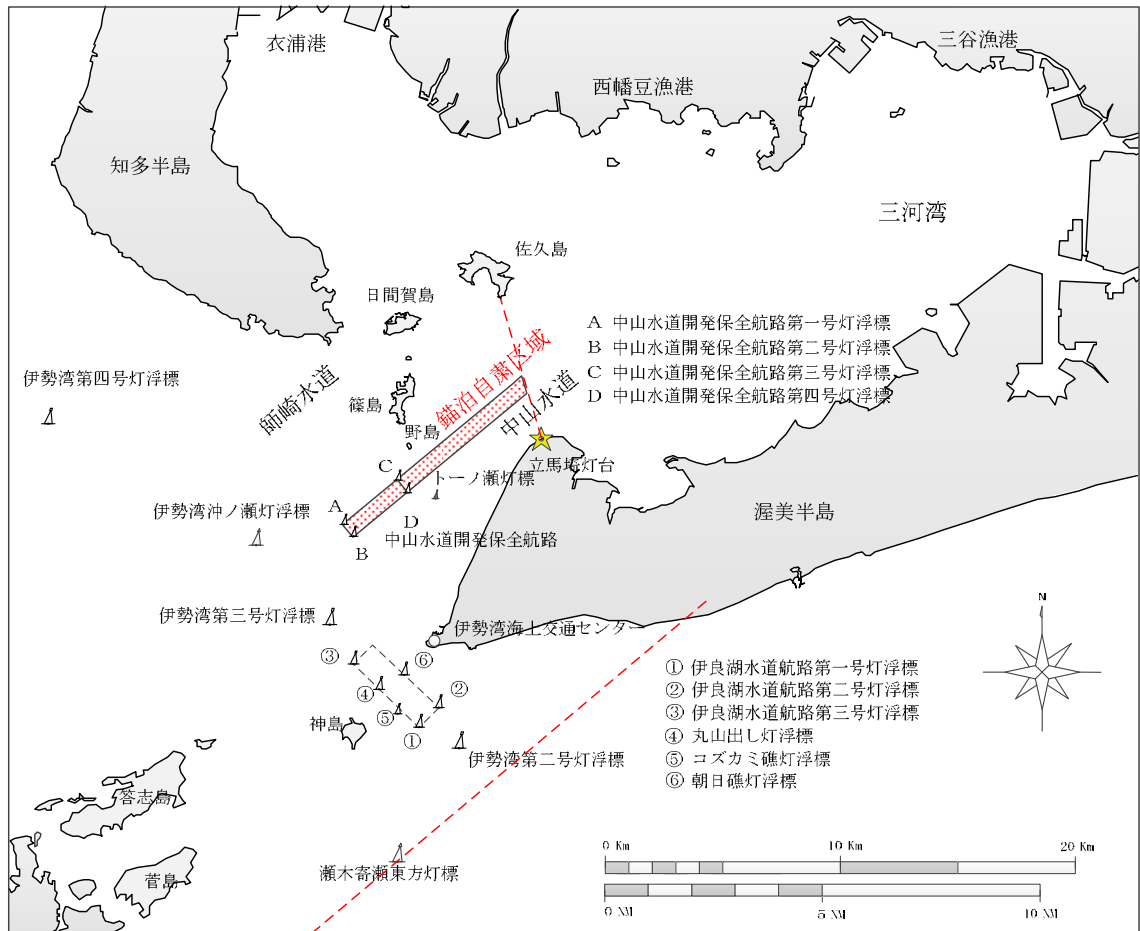 衣浦港
三谷漁港
西幡豆漁港
知多半島
三河湾
佐久島
日間賀島
A 中山水道開発保全航路第一号灯浮標
B 中山水道開発保全航路第二号灯浮標
C 中山水道開発保全航路第三号灯浮標
D 中山水道開発保全航路第四号灯浮標
伊勢湾第四号灯浮標
師崎水道
錨泊自粛区域
中山水道
篠島
野島
立馬埼灯台
C
トーノ瀬灯標
A
D
B
伊勢湾沖ノ瀬灯浮標
中山水道開発保全航路
渥美半島
伊勢湾第三号灯浮標
伊勢湾海上交通センター
N
③
⑥
④
②
⑤
①
神島
伊勢湾第二号灯浮標
① 伊良湖水道航路第一号灯浮標
② 伊良湖水道航路第二号灯浮標
③ 伊良湖水道航路第三号灯浮標
④ 丸山出し灯浮標
⑤ コズカミ礁灯浮標
⑥ 朝日礁灯浮標
答志島
菅島
瀬木寄瀬東方灯標
0 Km 10 Km 20 Km
0 NM 5 NM 10 NM